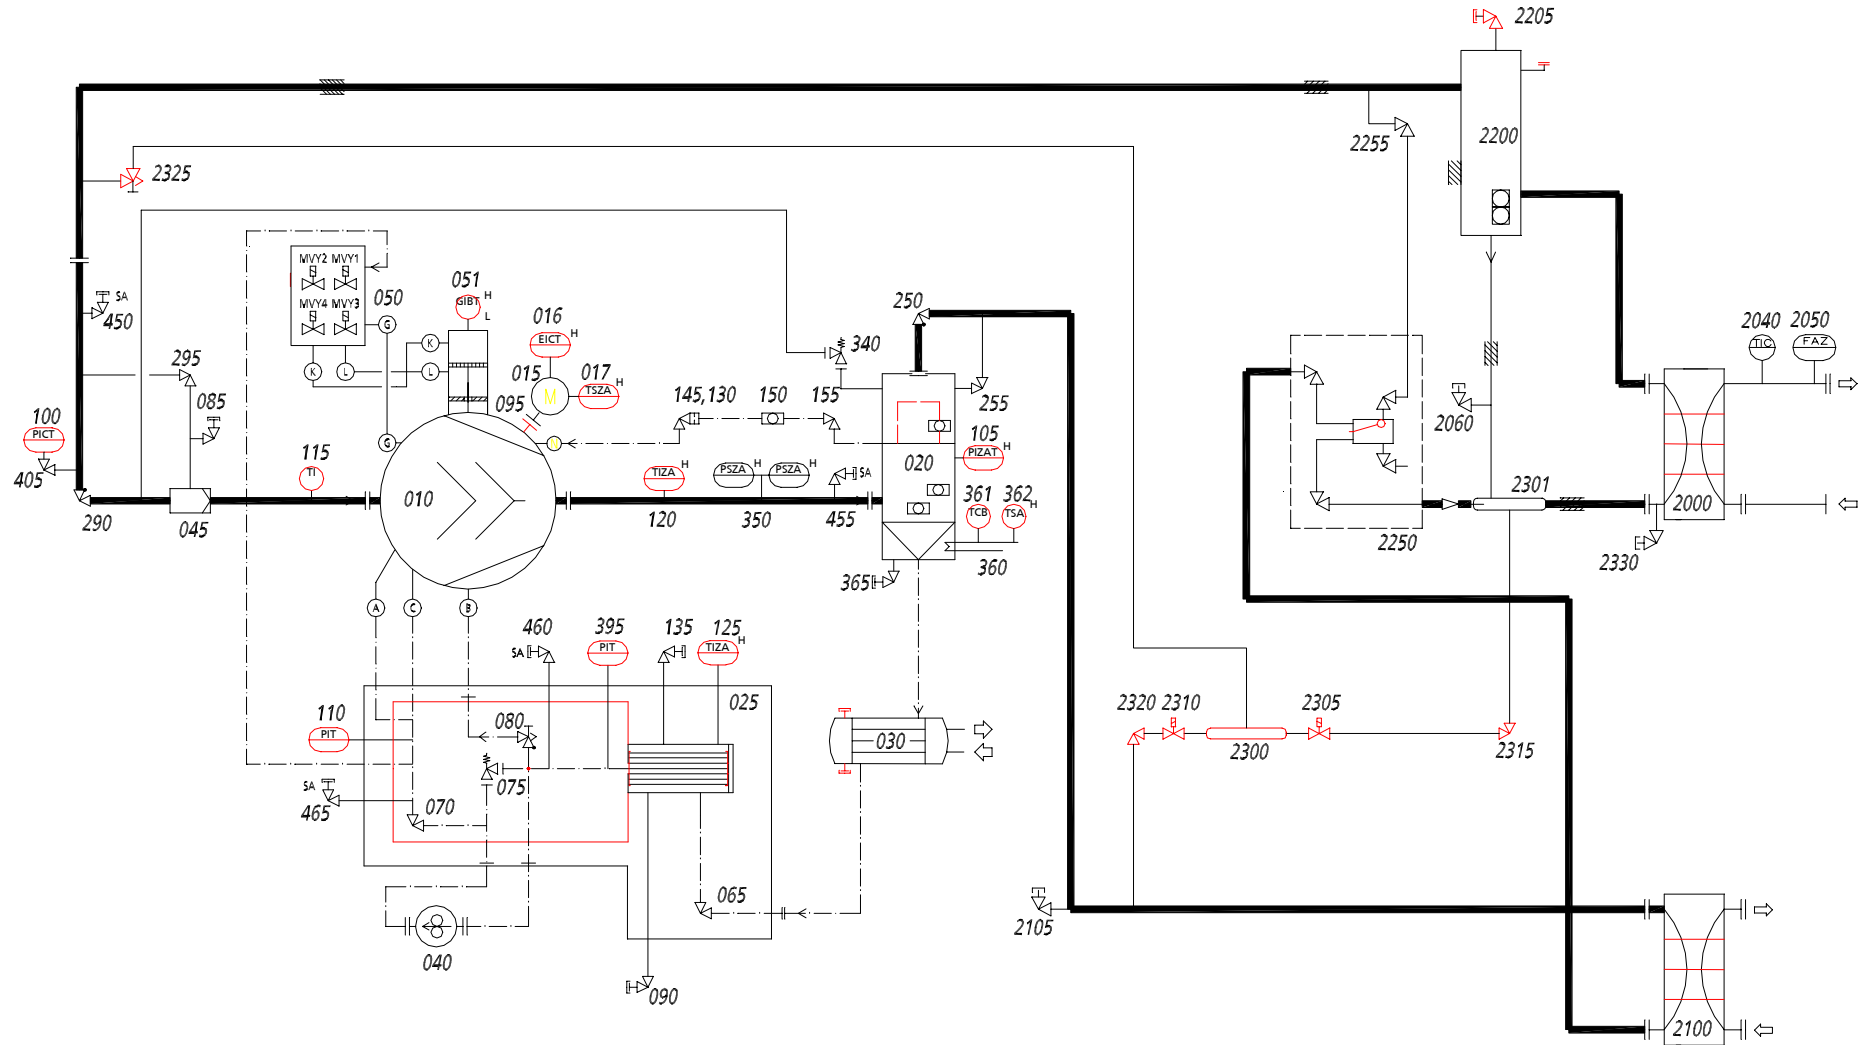 2205
2255
2200
2325
MVY2 MVY1
MVY4 MVY3
050
G
051
GIBT H
L
016
EICT H
015
M
017
TSZA H
095
K
L
K
L
G
N
SA
450
295
085
100
PICT
405
290
045
115
TI
010
145,130
150
155
340
250
255
020
105
PIZAT H
TIZA H
120
PSZA H
PSZA H
350
SA
455
361
TCB
362
TSA H
360
365
2040
TIC
2050
FAZ
2060
2301
2000
2250
2330
A
C
B
460
SA
395
PIT
135
125
TIZA H
025
110
PIT
080
075
070
SA
465
030
065
040
090
2320 2310
2300
2305
2315
2105
2100